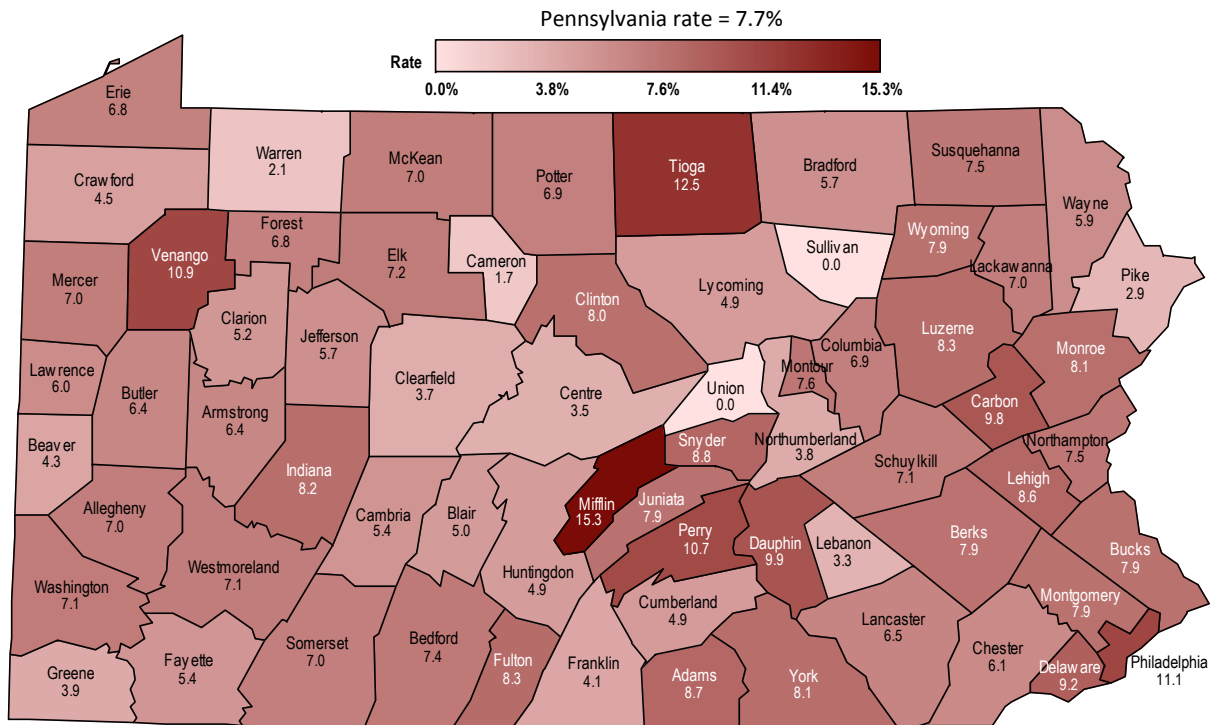 Pennsylvania rate = 7.7%
Rate
0.0% 3.8% 7.6% 11.4% 15.3%
Erie
6.8
Warren
2.1
McKean
7.0
Potter
6.9
Tioga
12.5
Bradford
5.7
Susquehanna
7.5
Crawford
4.5
Wayne
5.9
Venango
10.9
Forest
6.8
Elk
7.2
Cameron
1.7
Sullivan
0.0
Wyoming
7.9
Lackawanna
7.0
Pike
2.9
Mercer
7.0
Clinton
8.0
Lycoming
4.9
Clarion
5.2
Jefferson
5.7
Luzerne
8.3
Columbia
6.9
Monroe
8.1
Lawrence
6.0
Butler
6.4
Clearfield
3.7
Centre
3.5
Union
0.0
Montour
7.6
Carbon
9.8
Armstrong
6.4
Beaver
4.3
Indiana
8.2
Snyder
8.8
Northumberland
3.8
Schuylkill
7.1
Northampton
7.5
Lehigh
8.6
Allegheny
7.0
Cambria
5.4
Blair
5.0
Mifflin
15.3
Juniata
7.9
Perry
10.7
Dauphin
9.9
Lebanon
3.3
Berks
7.9
Bucks
7.9
Westmoreland
7.1
Huntingdon
4.9
Washington
7.1
Cumberland
4.9
Montgomery
7.9
Lancaster
6.5
Somerset
7.0
Bedford
7.4
Chester
6.1
Greene
3.9
Fayette
5.4
Fulton
8.3
Franklin
4.1
Adams
8.7
York
8.1
Delaware
9.2
Philadelphia
11.1